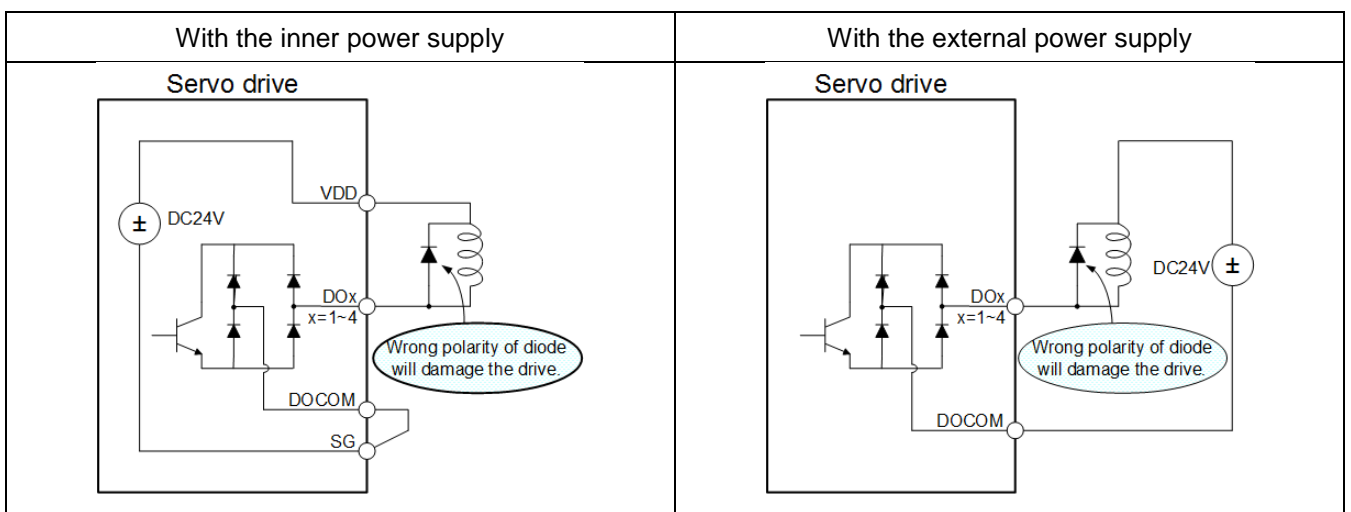 With the inner power supply
With the external power supply
Servo drive
VDD
± DC24V
DOx
x=1~4
Wrong polarity of diode
will damage the drive.
DOCOM
SG
Servo drive
DC24V ±
DOx
x=1~4
Wrong polarity of diode
will damage the drive.
DOCOM